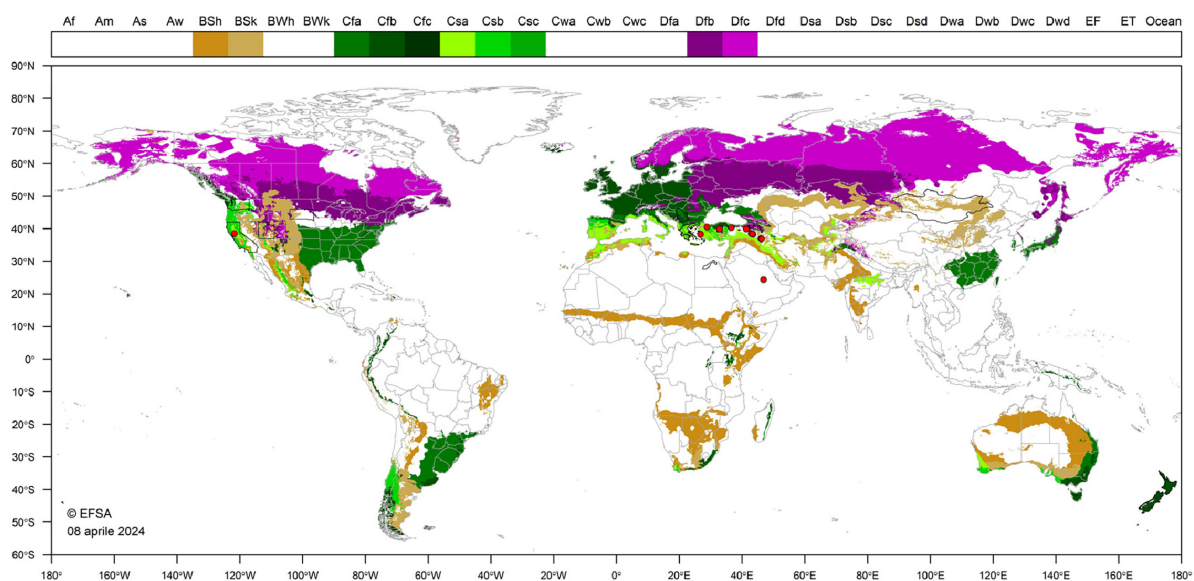 Af Am As Aw BSh BSk BWh BWk Cfa Cfb Cfc Csa Csb Csc Cwa Cwb Cwc Dfa Dfb Dfc Dfd Dsa Dsb Dsc Dsd Dwa Dwb Dwc Dwd EF ET Ocean
90°N
80°N
70°N
60°N
50°N
40°N
30°N
20°N
10°N
0°
10°S
20°S
30°S
40°S
50°S
60°S
© EFSA
08 aprile 2024
180° 160°W 140°W 120°W 100°W 80°W 60°W 40°W 20°W 0° 20°E 40°E 60°E 80°E 100°E 120°E 140°E 160°E 180°